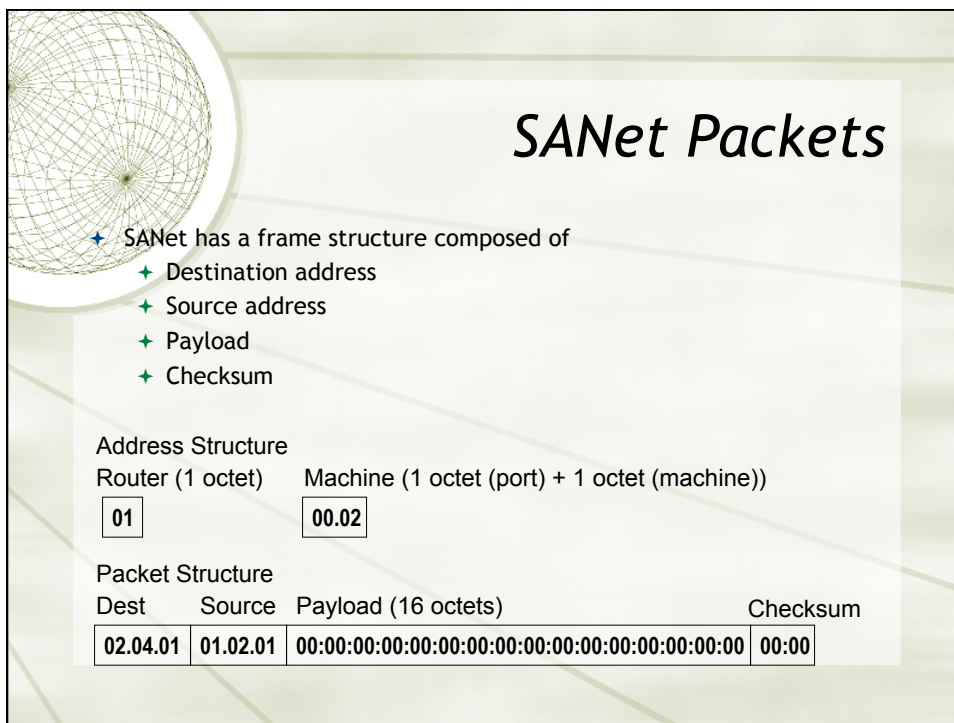 SANet Packets
SANet has a frame structure composed of
Destination address
Source address
Payload
Checksum
Address Structure
Router (1 octet) Machine (1 octet (port) + 1 octet (machine))
01 00.02
Packet Structure
Dest Source Payload (16 octets) Checksum
02.04.01 01.02.01 00:00:00:00:00:00:00:00:00:00:00:00:00:00:00:00 00:00